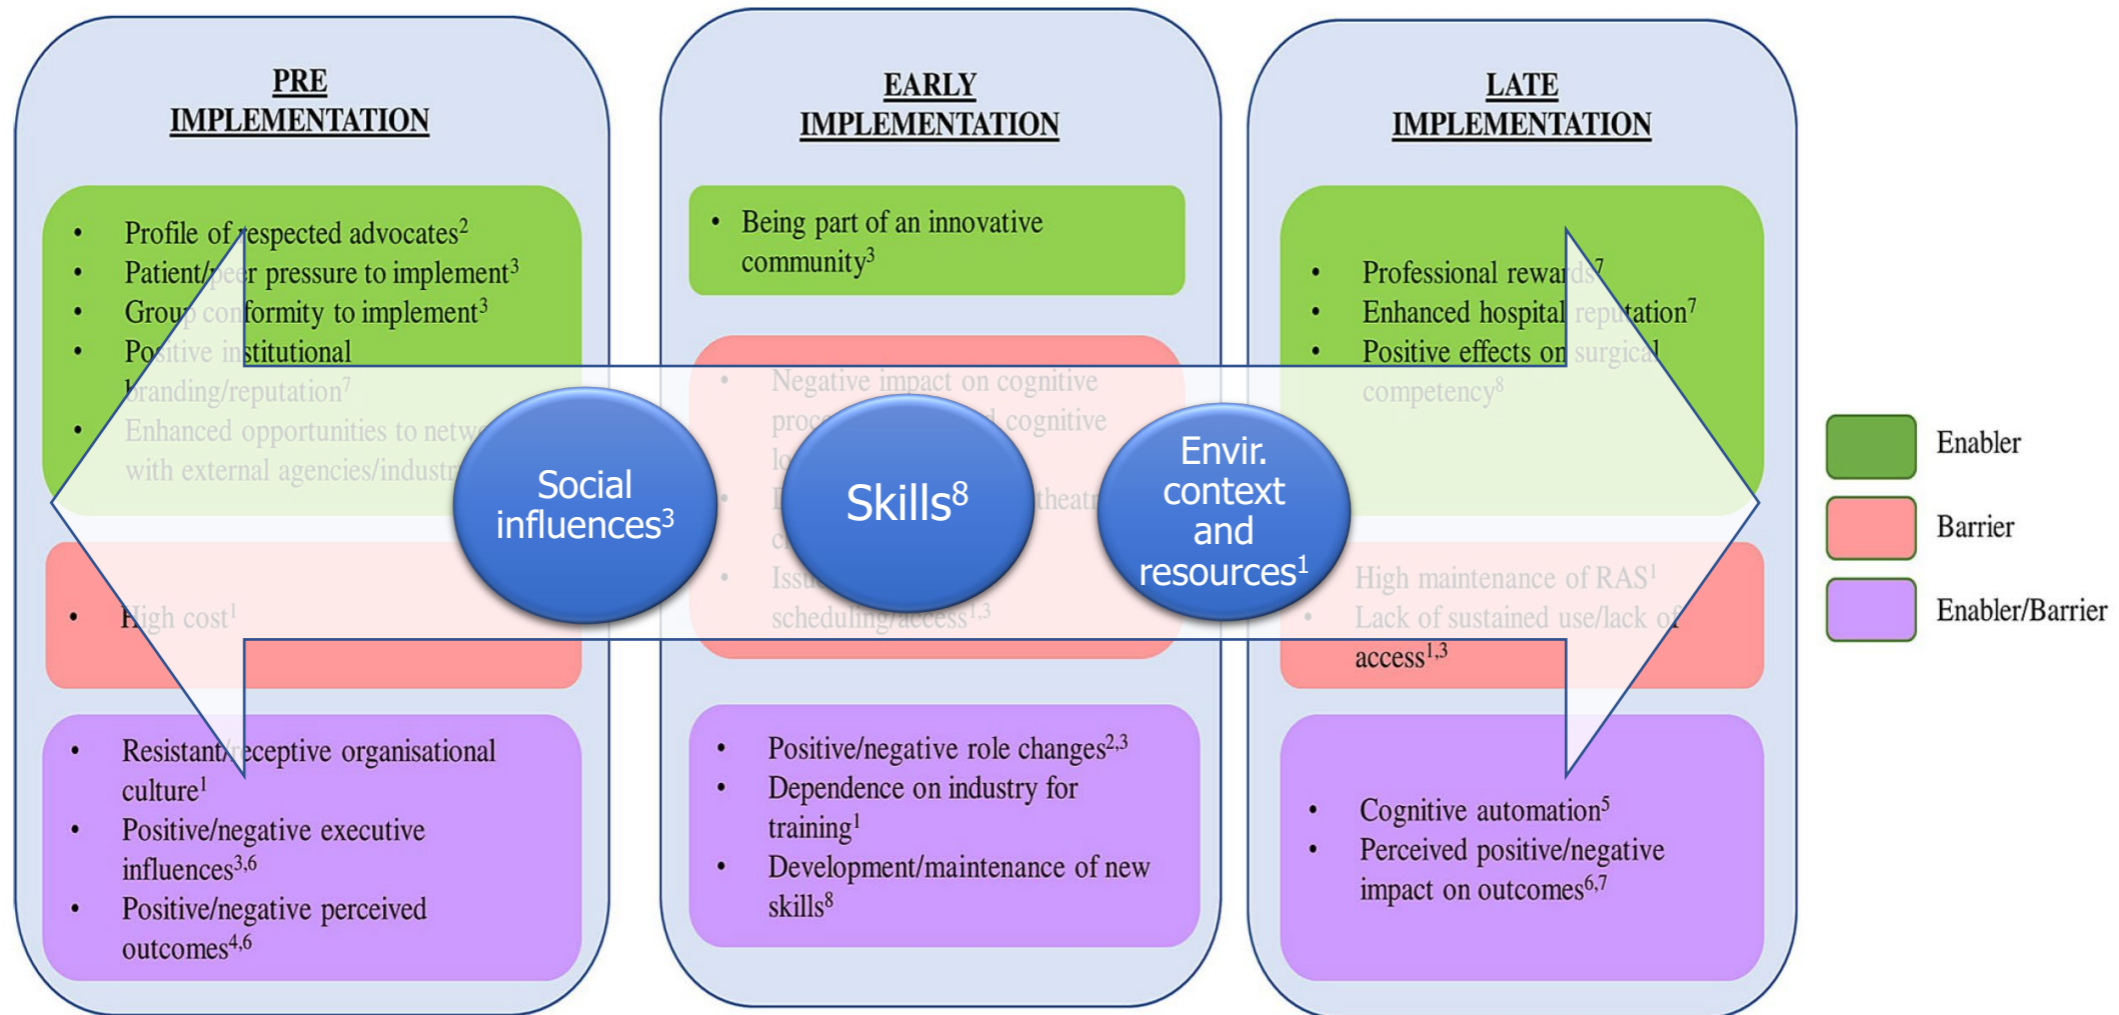 PRE
IMPLEMENTATION
• Profile of respected advocates²
• Patient/peer pressure to implement³
• Group conformity to implement³
• Positive institutional
branding/reputation⁷
• Enhanced opportunities to
with external agencies/industry
• High cost¹
• Resistant/receptive organisational
culture¹
• Positive/negative executive
influences³,⁶
• Positive/negative perceived
outcomes⁴,⁶
EARLY
IMPLEMENTATION
• Being part of an innovative
community³
• Negative impact on cognitive
cognitive
•
• 
scheduling/access¹,³
• Positive/negative role changes²,³
• Dependence on industry for
training¹
• Development/maintenance of new
skills⁸
LATE
IMPLEMENTATION
• Professional rewards⁷
• Enhanced hospital reputation⁷
• Positive effects on surgical
competency⁸
High maintenance of RAS¹
• Lack of sustained use/lack of
access¹,³
• Cognitive automation⁵
• Perceived positive/negative
impact on outcomes⁶,⁷
Social
influences³
Skills⁸
Envir.
context
and
resources¹
Enabler
Barrier
Enabler/Barrier